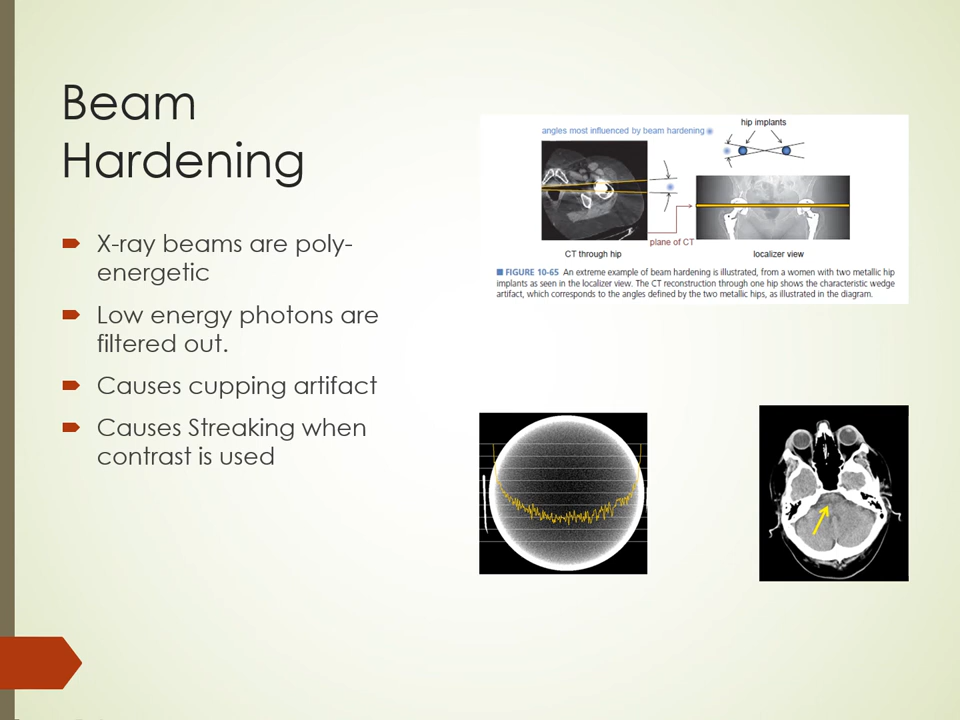 Beam
Hardening
X-ray beams are poly-
energetic
Low energy photons are
filtered out.
Causes cupping artifact
Causes Streaking when
contrast is used
angles most influenced by beam hardening
hip implants
plane of CT
CT through hip
localizer view
FIGURE 10-65 An extreme example of beam hardening is illustrated, from a women with two metallic hip
implants as seen in the localizer view. The CT reconstruction through one hip shows the characteristic wedge
artifact, which corresponds to the angles defined by the two metallic hips, as illustrated in the diagram.